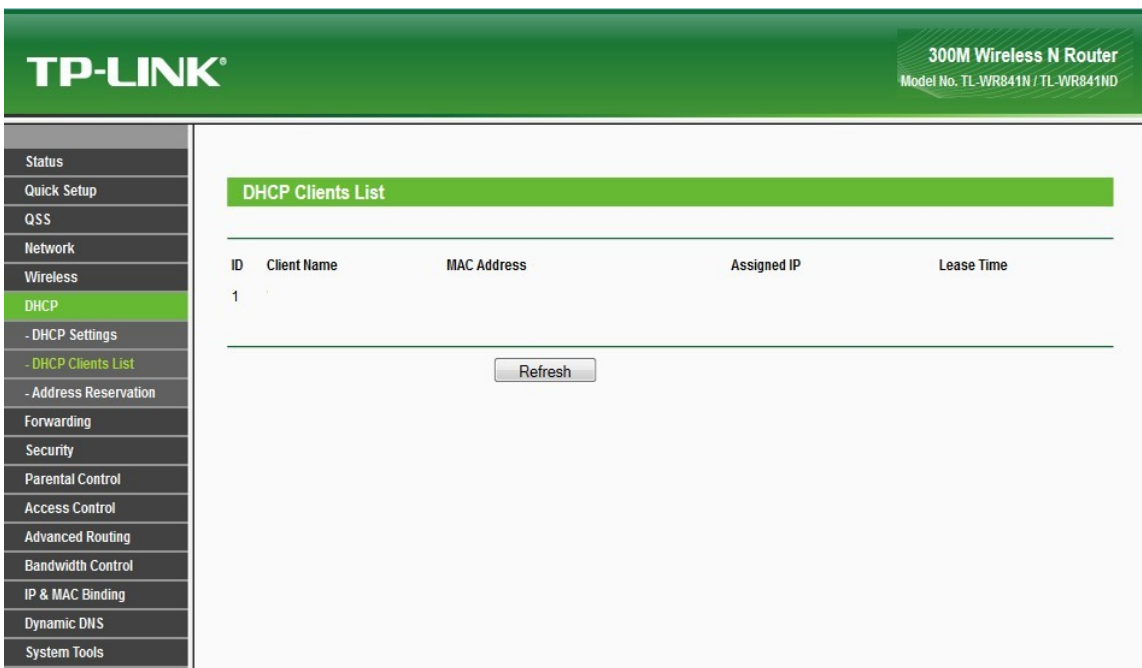 TP-LINK®
300M Wireless N Router
Model No. TL-WR841N / TL-WR841ND
Status
Quick Setup
QSS
Network
Wireless
DHCP
- DHCP Settings
- DHCP Clients List
- Address Reservation
Forwarding
Security
Parental Control
Access Control
Advanced Routing
Bandwidth Control
IP & MAC Binding
Dynamic DNS
System Tools
DHCP Clients List
ID Client Name MAC Address Assigned IP Lease Time
1
Refresh